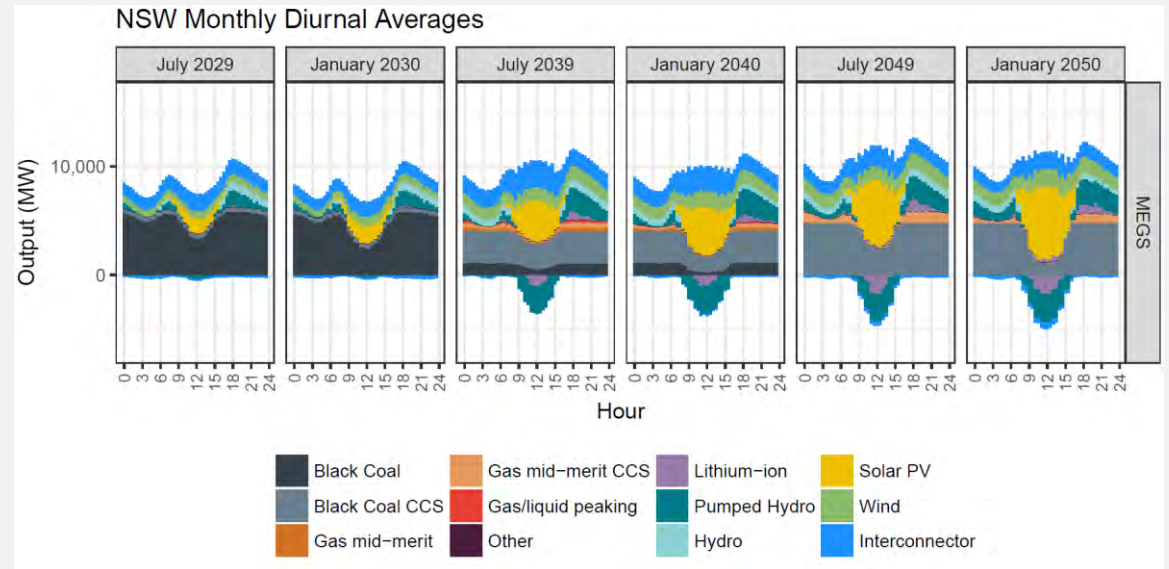 NSW Monthly Diurnal Averages
July 2029 January 2030 July 2039 January 2040 July 2049 January 2050
10,000
0
Output (MW)
MEGS
0 3 6 9 12 15 18 21 24 0 3 6 9 12 15 18 21 24 0 3 6 9 12 15 18 21 24 0 3 6 9 12 15 18 21 24 0 3 6 9 12 15 18 21 24 0 3 6 9 12 15 18 21 24
Hour
Black Coal Gas mid−merit CCS Lithium−ion Solar PV
Black Coal CCS Gas/liquid peaking Pumped Hydro Wind
Gas mid−merit Other Hydro Interconnector